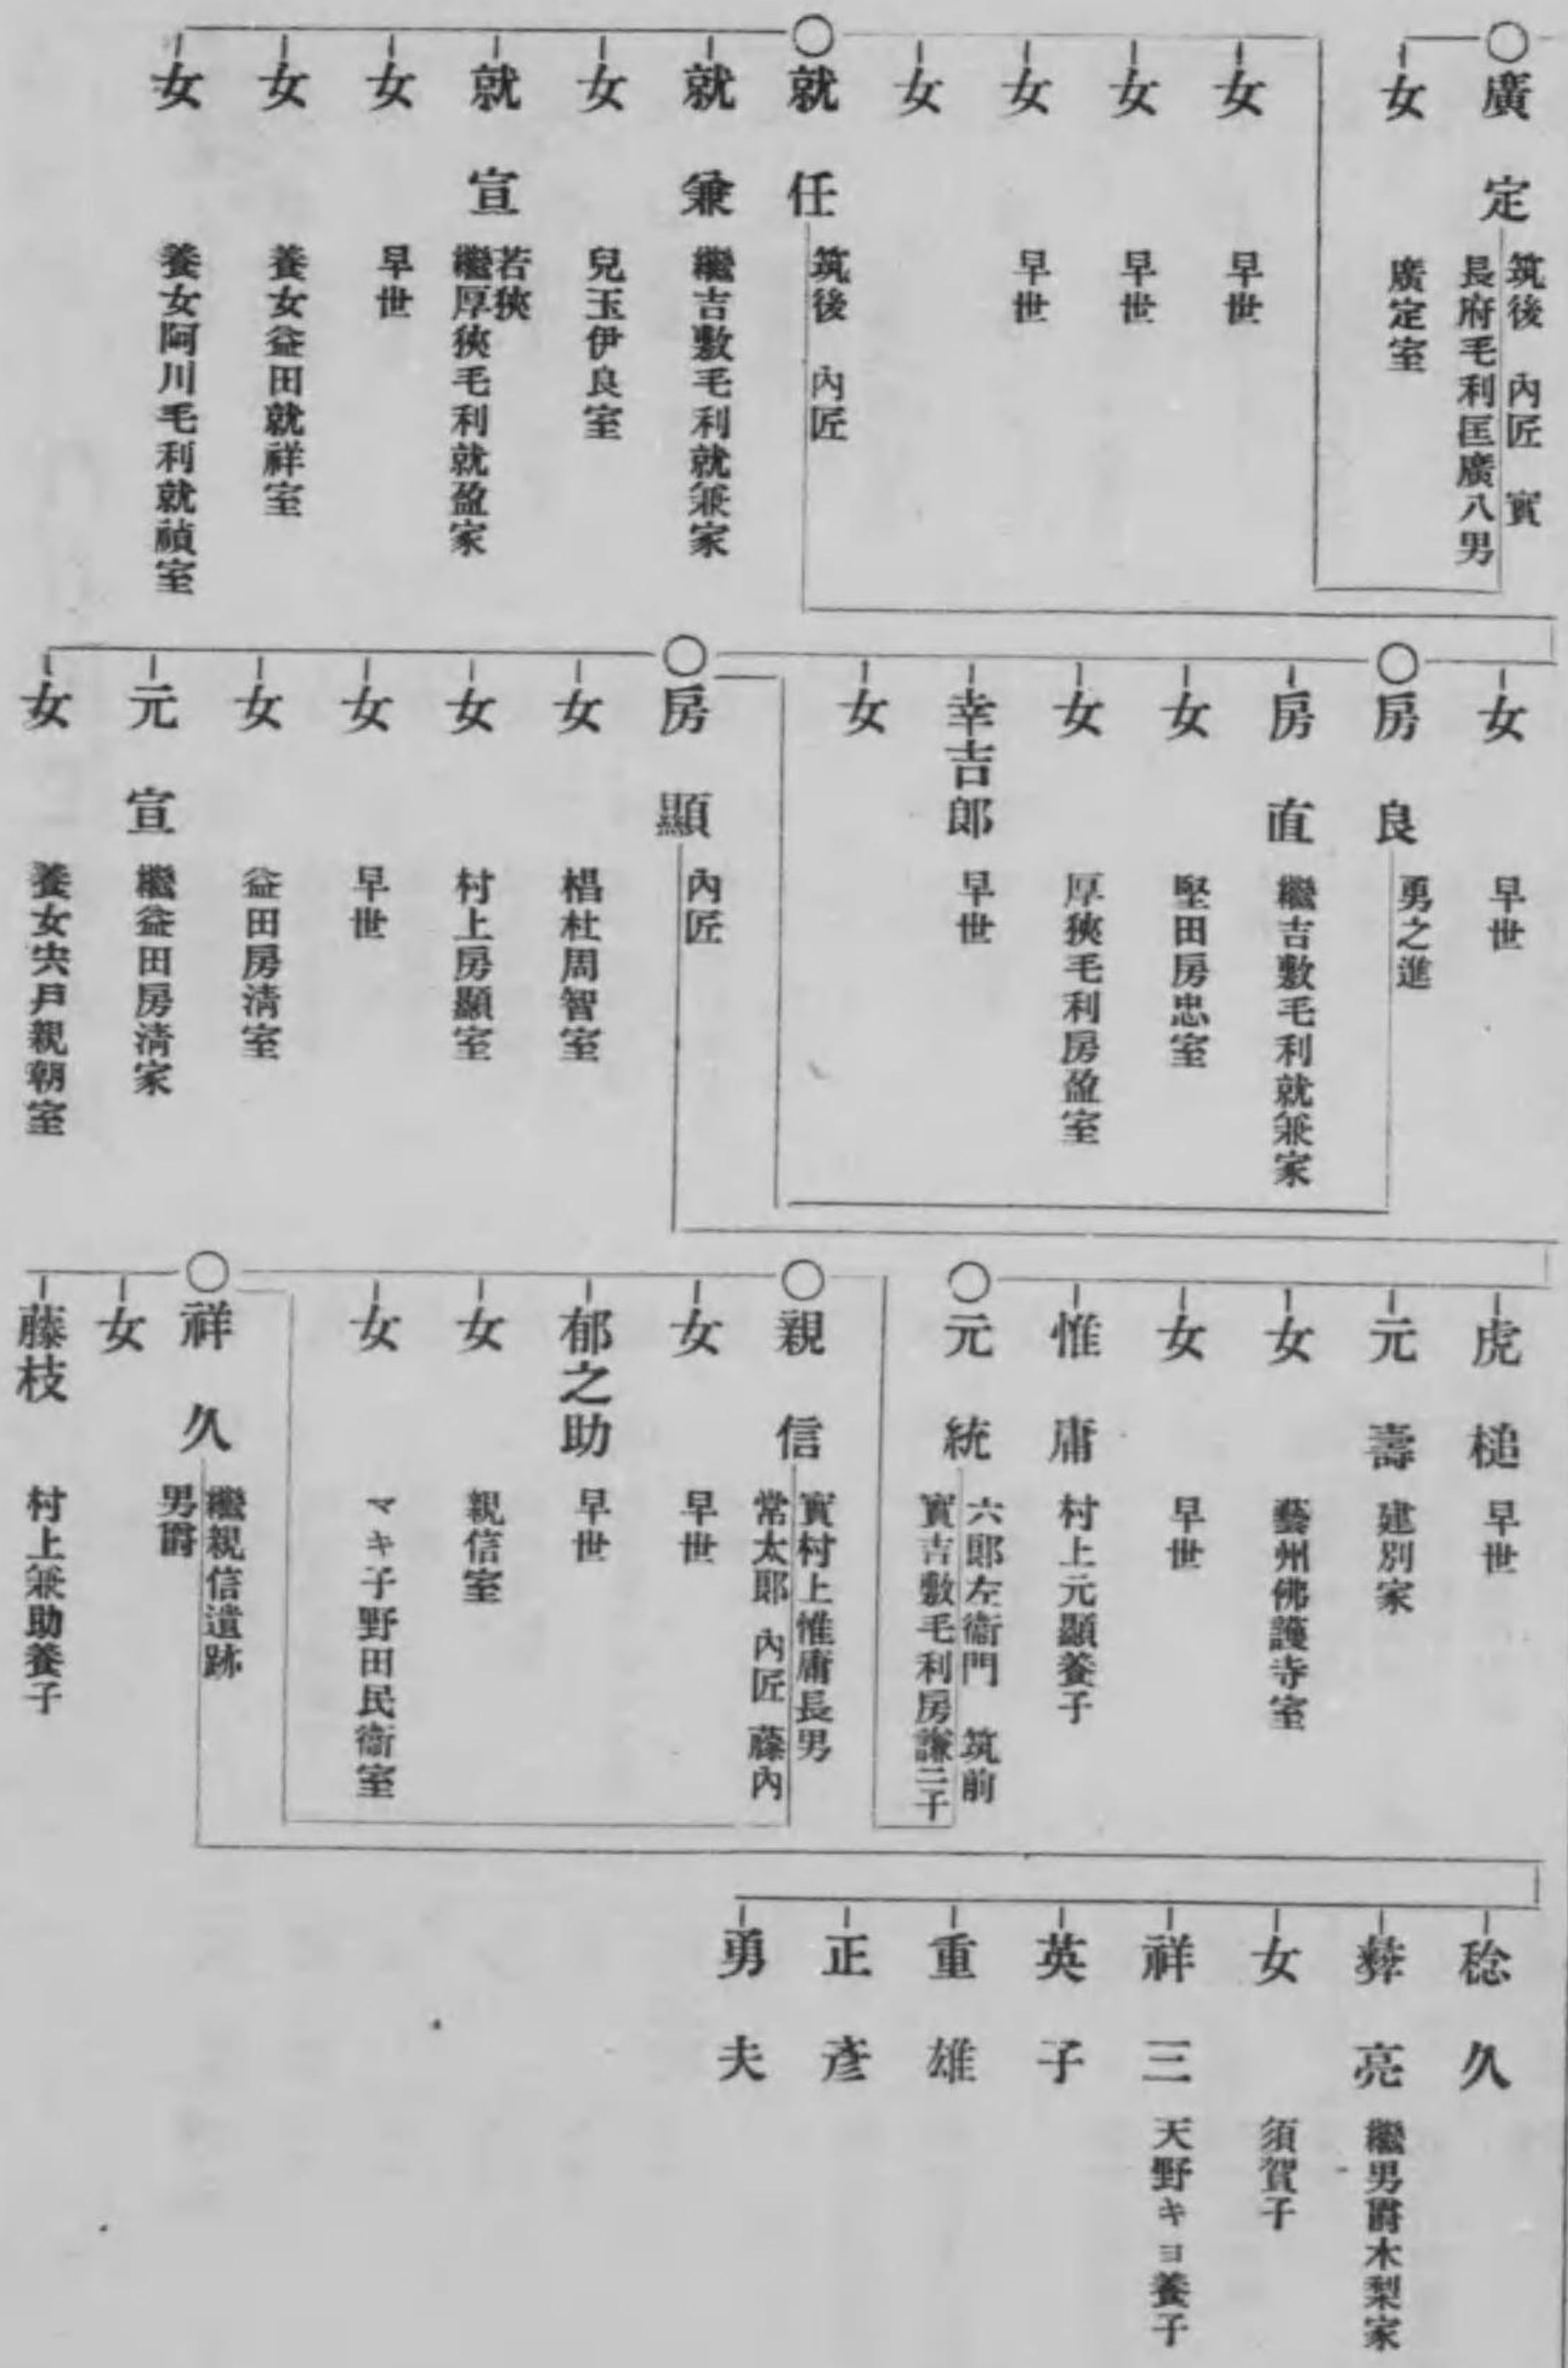 廣定 筑後 內匠 實
長府毛利匡廣八男
女 廣定室
女 早世
女 早世
女 早世
女
就任 筑後 內匠
就兼 繼吉敷毛利就兼家
女 兒玉伊良室
就宣 若狹
繼厚狹毛利就盈家
女 早世
女 養女益田就祥室
女 養女阿川毛利就禎室
女 早世
房良 勇之進
房直 繼吉敷毛利就兼家
女 堅田房忠室
女 厚狹毛利房盈室
幸吉郎 早世
女
房顯 內匠
女 椙杜周智室
女 村上房顯室
女 早世
女 益田房淸室
元宣 繼益田房淸家
女 養女宍戶親朝室
虎槌 早世
元壽 建別家
女 藝州佛護寺室
女 早世
惟庸 村上元顯養子
元統 六郞左衞門 筑前
實吉敷毛利房謙二子
親信 實村上惟庸長男
常太郞 內匠 藤內
女 早世
郁之助 早世
女 親信室
女 マキ子野田民衞室
祥久 繼親信遺跡
男爵
女
藤枝 村上兼助養子
稔久
彜亮 繼男爵木梨家
女 須賀子
祥三 天野キヨ養子
英子
重雄
正彥
勇夫